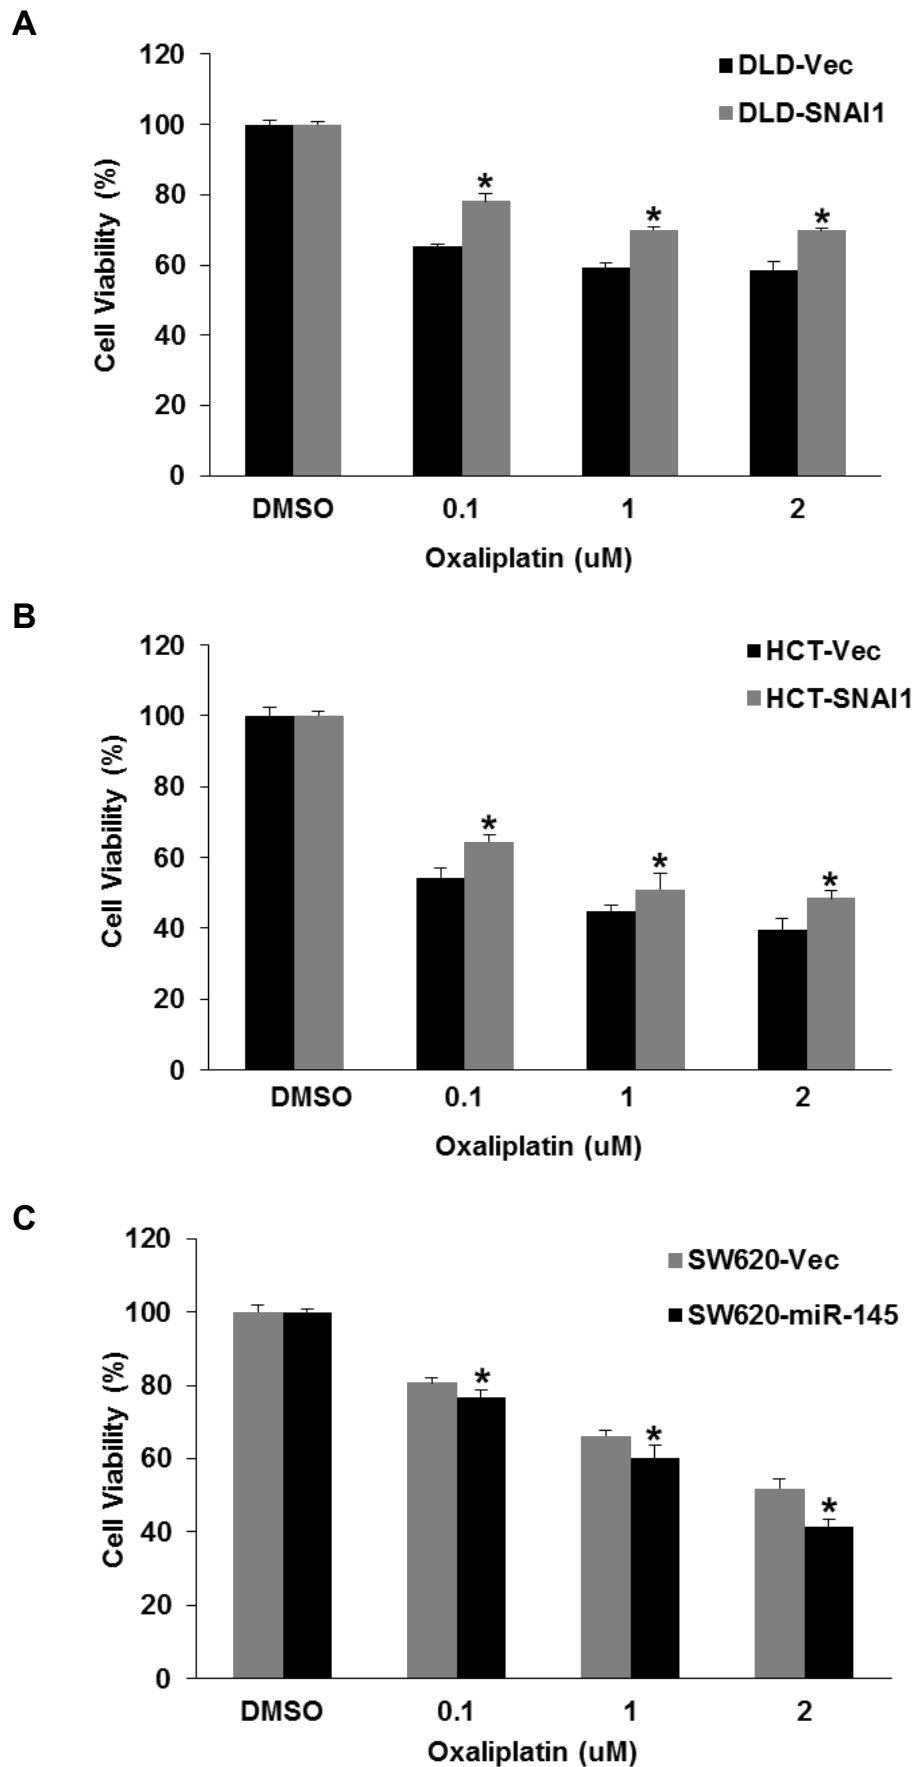 A
120
DLD-Vec
100
DLD-SNAI1
80
*
*
*
60
40
20
0
Cell Viability (%)
DMSO 0.1 1 2
Oxaliplatin (uM)
B
120
HCT-Vec
100
HCT-SNAI1
80
*
60
*
*
40
20
0
Cell Viability (%)
DMSO 0.1 1 2
Oxaliplatin (uM)
C
120
SW620-Vec
100
SW620-miR-145
80
*
60
*
*
40
20
0
Cell Viability (%)
DMSO 0.1 1 2
Oxaliplatin (uM)